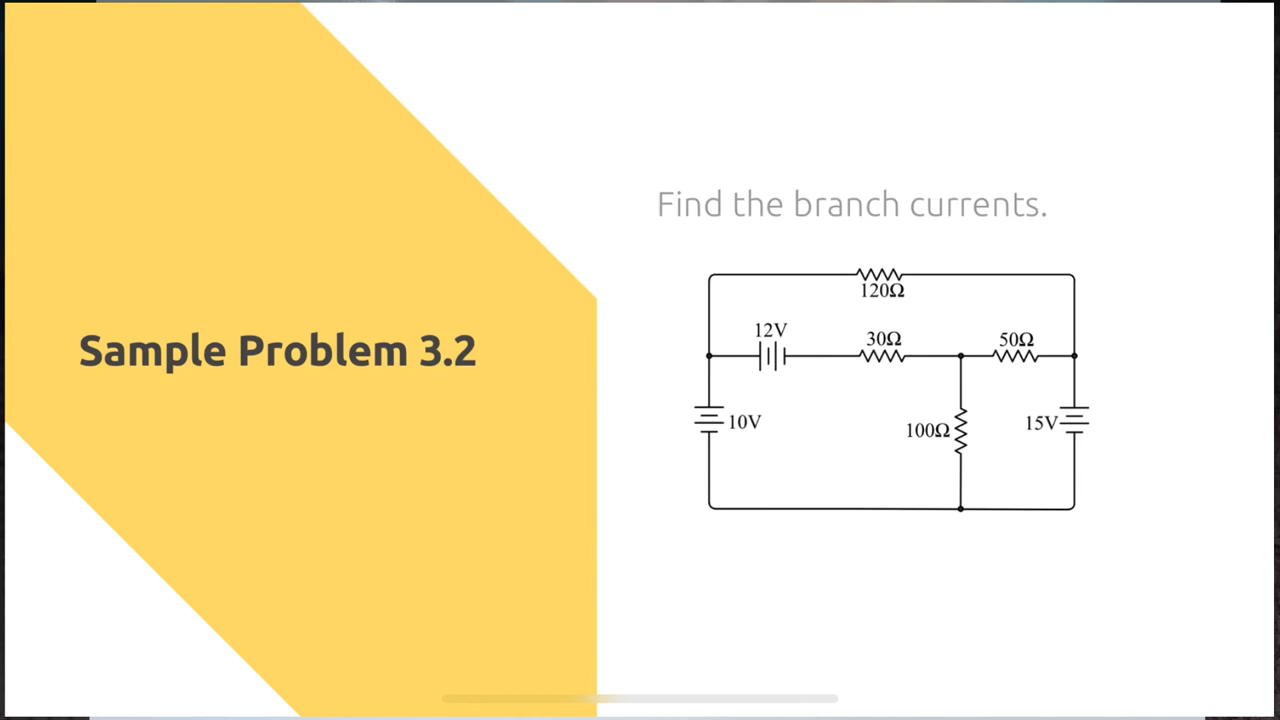 Find the branch currents.
120Ω
12V
30Ω
50Ω
Sample Problem 3.2
10V
100Ω
15V